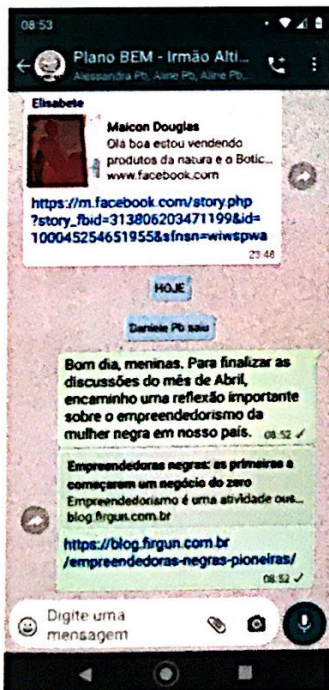 08:53
Plano BEM - Irmão Alti...
Alessandra Pb, Aline Pb, Aline Pb,...
Elisabete
Maicon Douglas
Olá boa estou vendendo
produtos da natura e o Botic...
www.facebook.com
https://m.facebook.com/story.php
?story_fbid=313806203471199&id=
100045254651955&sfnsn=wiwspwa
23:46
HOJE
Daniele Pb saiu
Bom dia, meninas. Para finalizar as
discussões do mês de Abril,
encaminho uma reflexão importante
sobre o empreendedorismo da
mulher negra em nosso país. 08:52
Empreendedoras negras: as primeiras a
começarem um negócio do zero
Empreendedorismo é uma atividade ous...
blog.firgun.com.br
https://blog.firgun.com.br
/empreendedoras-negras-pioneiras/
08:52
Digite uma
mensagem